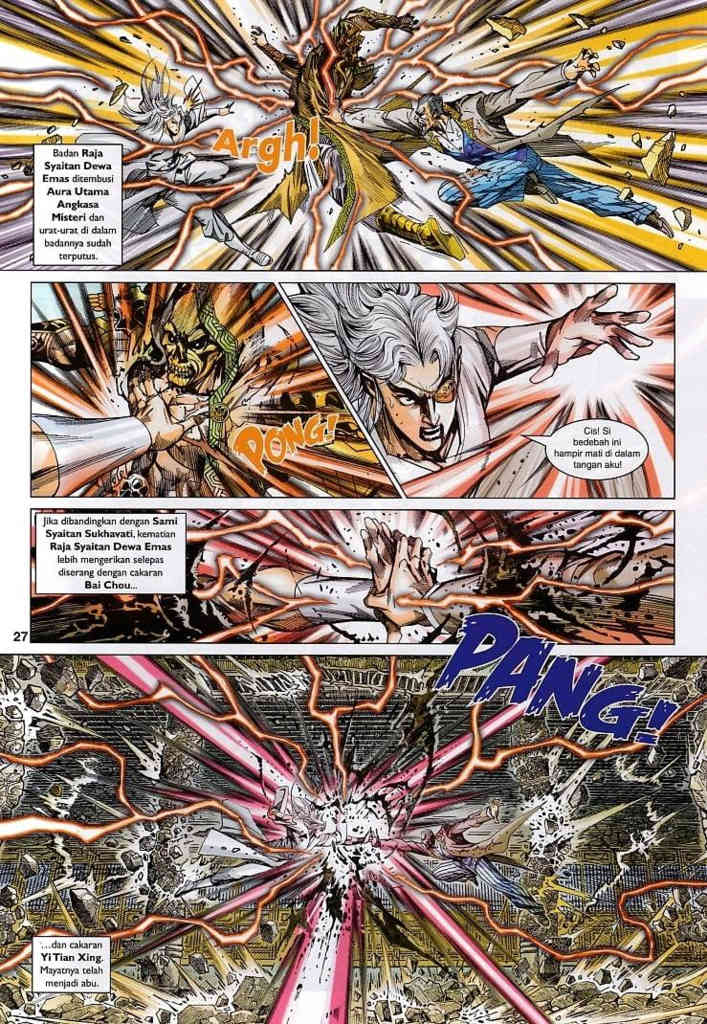 Argh!
Badan Raja
Syaitan Dewa
Emas ditembusi
Aura Utama
Angkasa
Misteri dan
urat-urat di dalam
badannya sudah
terputus.
PONG!
Cis! Si
bedebah ini
hampir mati di dalam
tangan aku!
Jika dibandingkan dengan Sami
Syaitan Sukhavati, kematian
Raja Syaitan Dewa Emas
lebih mengerikan selepas
diserang dengan cakaran
Bai Chou...
27
PANG!
...dan cakaran
Yi Tian Xing.
Mayatnya telah
menjadi abu.